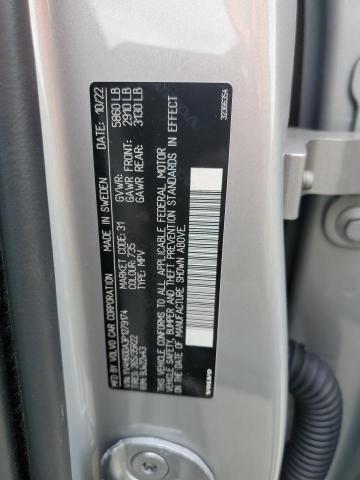 MFD BY: VOLVO CAR CORPORATION MADE IN SWEDEN DATE: 10/22
GVWR: 5860 LB
GAWR FRONT: 2910 LB
GAWR REAR: 3130 LB
MARKET CODE: 31
COLOUR: 735
TYPE: MPV
THIS VEHICLE CONFORMS TO ALL APPLICABLE FEDERAL MOTOR
VEHICLE SAFETY, BUMPER AND THEFT PREVENTION STANDARDS IN EFFECT
ON THE DATE OF MANUFACTURE SHOWN ABOVE.
VOLVO
32366354